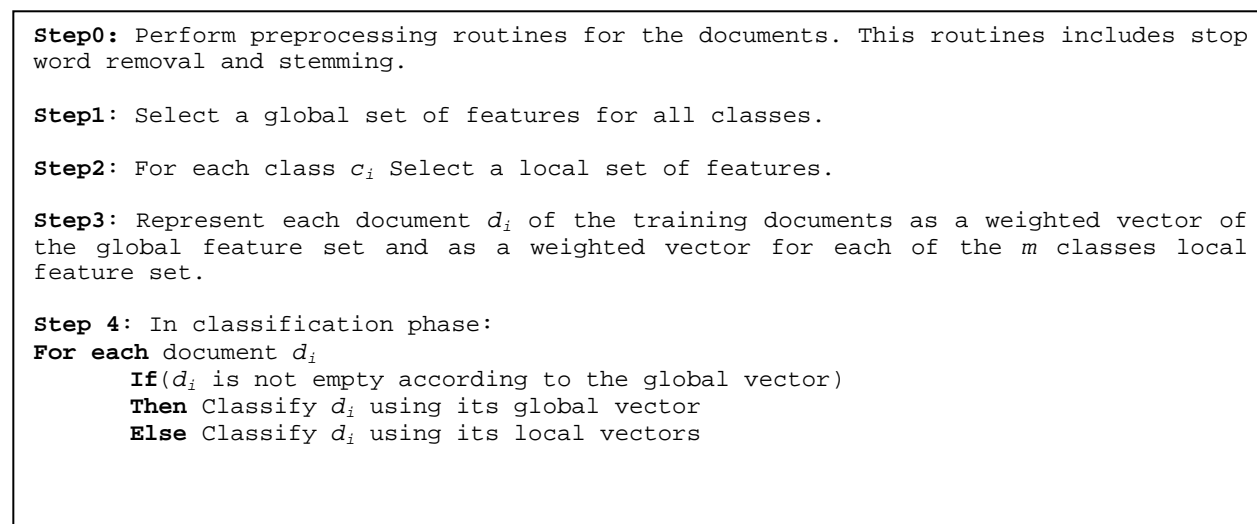 Step0: Perform preprocessing routines for the documents. This routines includes stop
word removal and stemming.
Step1: Select a global set of features for all classes.
Step2: For each class ci Select a local set of features.
Step3: Represent each document di of the training documents as a weighted vector of
the global feature set and as a weighted vector for each of the m classes local
feature set.
Step 4: In classification phase:
For each document di
If(di is not empty according to the global vector)
Then Classify di using its global vector
Else Classify di using its local vectors